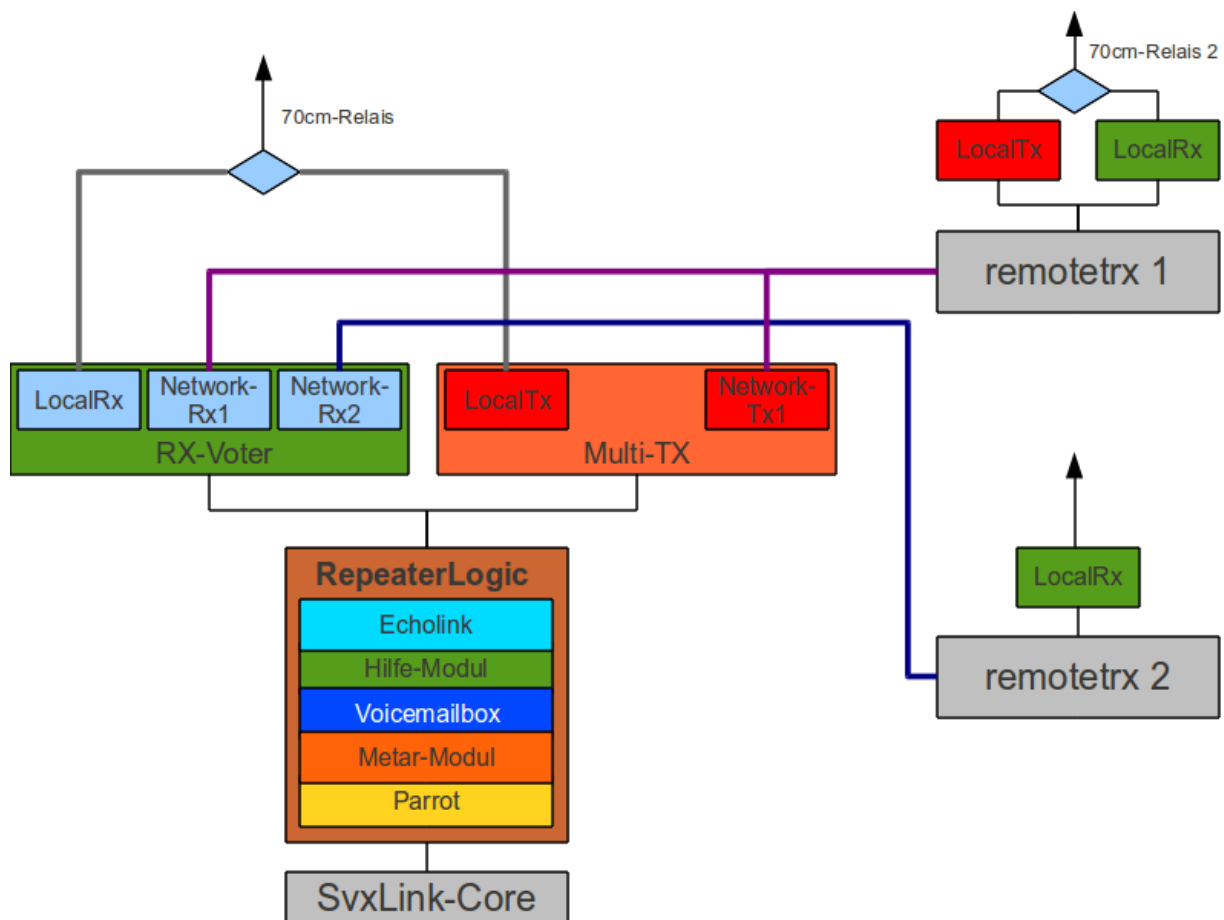 70cm-Relais
70cm-Relais 2
LocalTx
LocalRx
remotetrx 1
LocalRx
Network-
Rx1
Network-
Rx2
RX-Voter
LocalTx
Network-
Tx1
Multi-TX
RepeaterLogic
Echolink
Hilfe-Modul
Voicemailbox
Metar-Modul
Parrot
SvxLink-Core
LocalRx
remotetrx 2